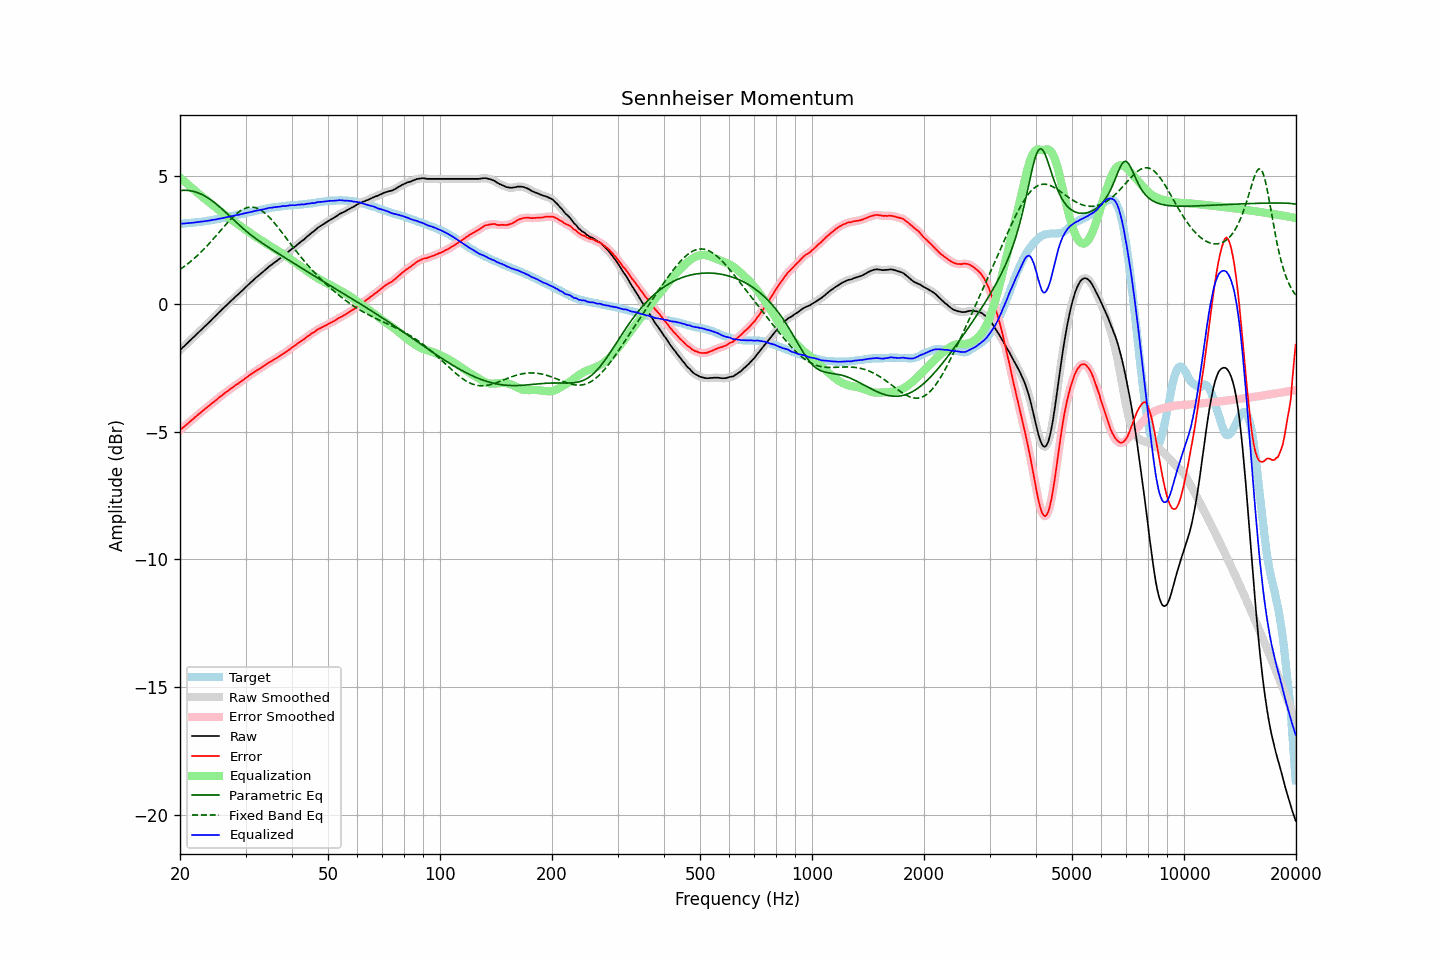 Sennheiser Momentum
Amplitude (dBr)
5
0
−5
−10
−15
−20
Target
Raw Smoothed
Error Smoothed
Raw
Error
Equalization
Parametric Eq
Fixed Band Eq
Equalized
20 50 100 200 500 1000 2000 5000 10000 20000
Frequency (Hz)